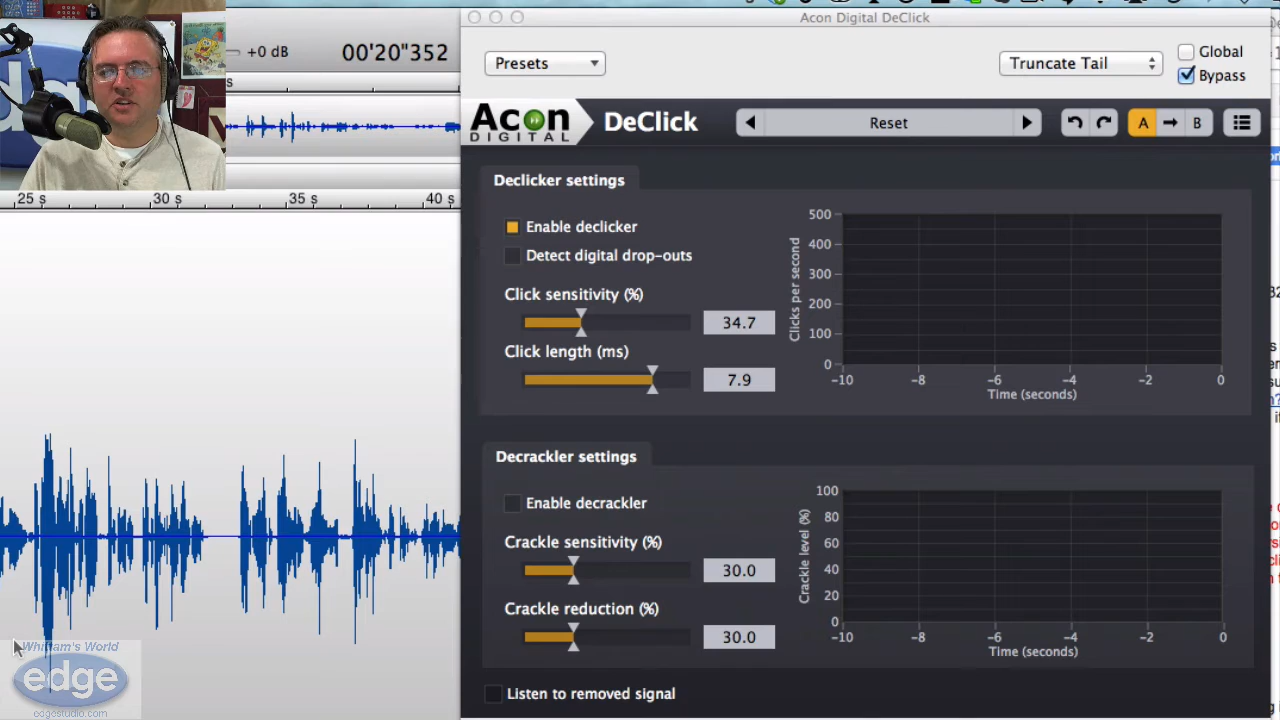 Acon Digital DeClick
+0 dB
00'20"352
Presets
Truncate Tail
Global
Bypass
Acon
DIGITAL
DeClick
Reset
A
B
25 s
30 s
35 s
40 s
Declicker settings
Enable declicker
Detect digital drop-outs
Click sensitivity (%)
34.7
Click length (ms)
7.9
Clicks per second
500
400
300
200
100
0
-10
-8
-6
-4
-2
0
Time (seconds)
Decrackler settings
Enable decrackler
Crackle sensitivity (%)
30.0
Crackle reduction (%)
30.0
Crackle level (%)
100
80
60
40
20
0
-10
-8
-6
-4
-2
0
Time (seconds)
Listen to removed signal
Whittam's World
edge
edgestudio.com